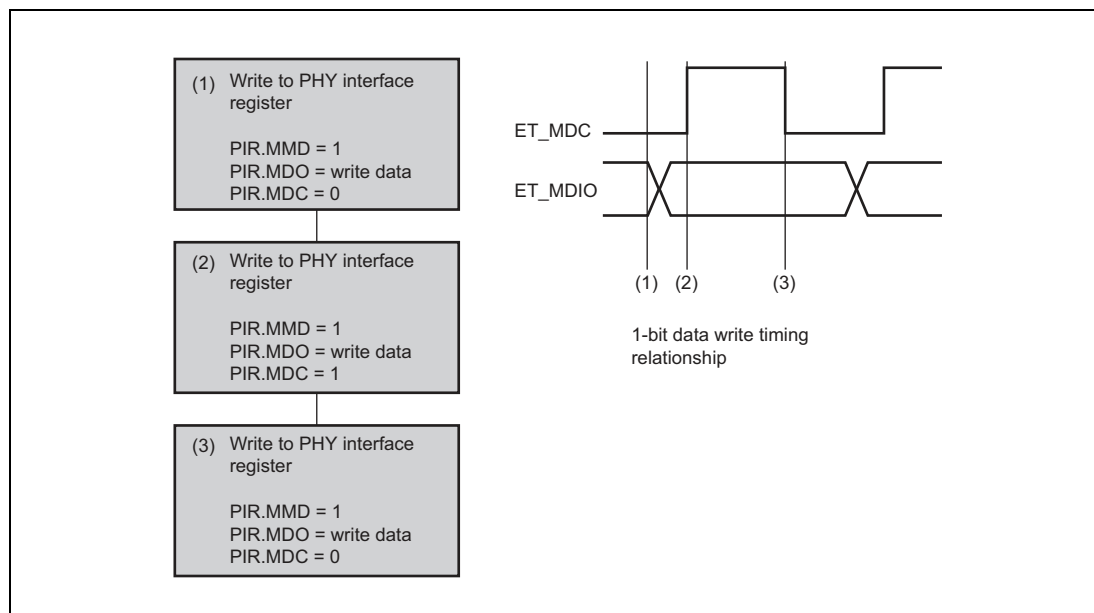 (1) Write to PHY interface
register
PIR.MMD = 1
PIR.MDO = write data
PIR.MDC = 0
(2) Write to PHY interface
register
PIR.MMD = 1
PIR.MDO = write data
PIR.MDC = 1
(3) Write to PHY interface
register
PIR.MMD = 1
PIR.MDO = write data
PIR.MDC = 0
ET_MDC
ET_MDIO
(1) (2) (3)
1-bit data write timing
relationship